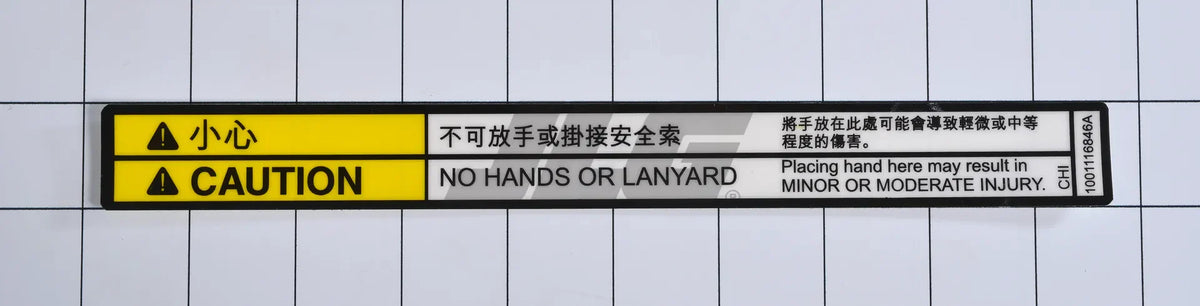 小心
不可放手或掛接安全索
將手放在此處可能會導致輕微或中等
程度的傷害。
CAUTION
NO HANDS OR LANYARD
Placing hand here may result in
MINOR OR MODERATE INJURY.
CHI
1001116846A
JLG®